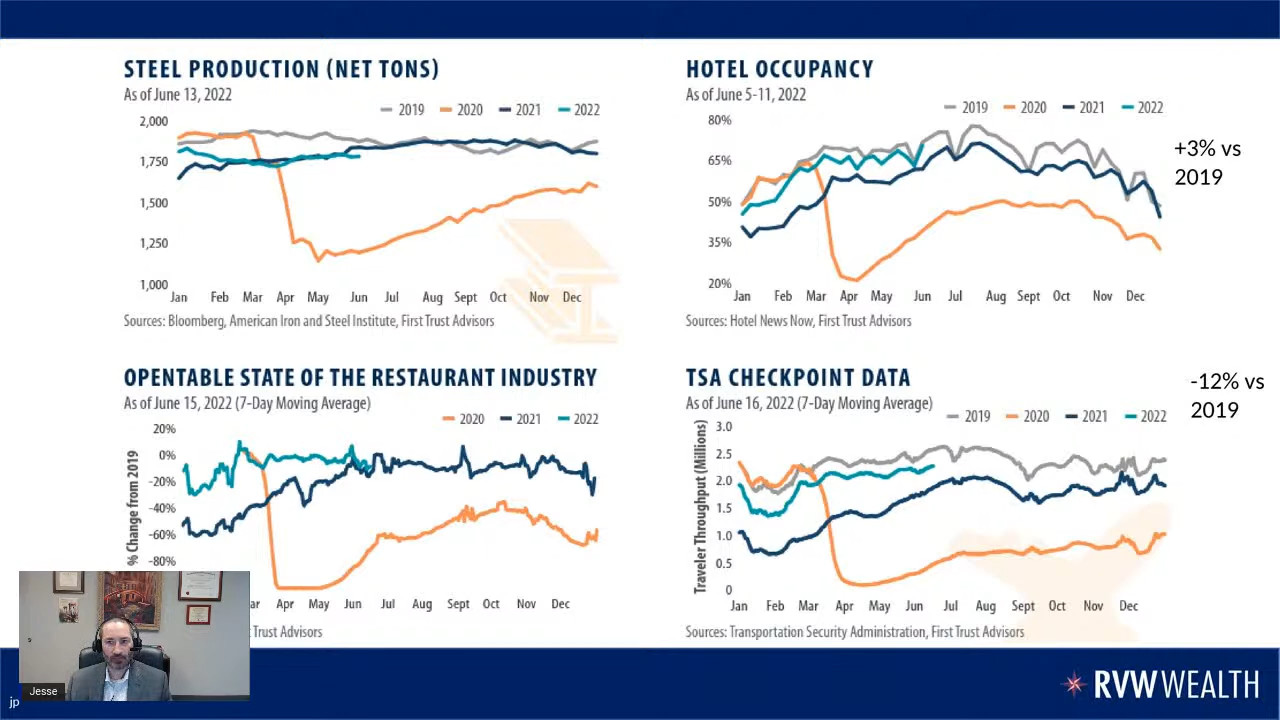 STEEL PRODUCTION (NET TONS)
As of June 13, 2022
2019 2020 2021 2022
2,000
1,750
1,500
1,250
1,000
Jan Feb Mar Apr May Jun Jul Aug Sept Oct Nov Dec
Sources: Bloomberg, American Iron and Steel Institute, First Trust Advisors
HOTEL OCCUPANCY
As of June 5-11, 2022
2019 2020 2021 2022
80%
65%
50%
35%
20%
Jan Feb Mar Apr May Jun Jul Aug Sept Oct Nov Dec
Sources: Hotel News Now, First Trust Advisors
+3% vs
2019
OPENTABLE STATE OF THE RESTAURANT INDUSTRY
As of June 15, 2022 (7-Day Moving Average)
2020 2021 2022
% Change from 2019
20%
0%
-20%
-40%
-60%
-80%
ar Apr May Jun Jul Aug Sept Oct Nov Dec
t Trust Advisors
TSA CHECKPOINT DATA
As of June 16, 2022 (7-Day Moving Average)
2019 2020 2021 2022
Traveler Throughput (Millions)
3.0
2.5
2.0
1.5
1.0
0.5
0
Jan Feb Mar Apr May Jun Jul Aug Sept Oct Nov Dec
Sources: Transportation Security Administration, First Trust Advisors
-12% vs
2019
Jesse
jp
RVW WEALTH